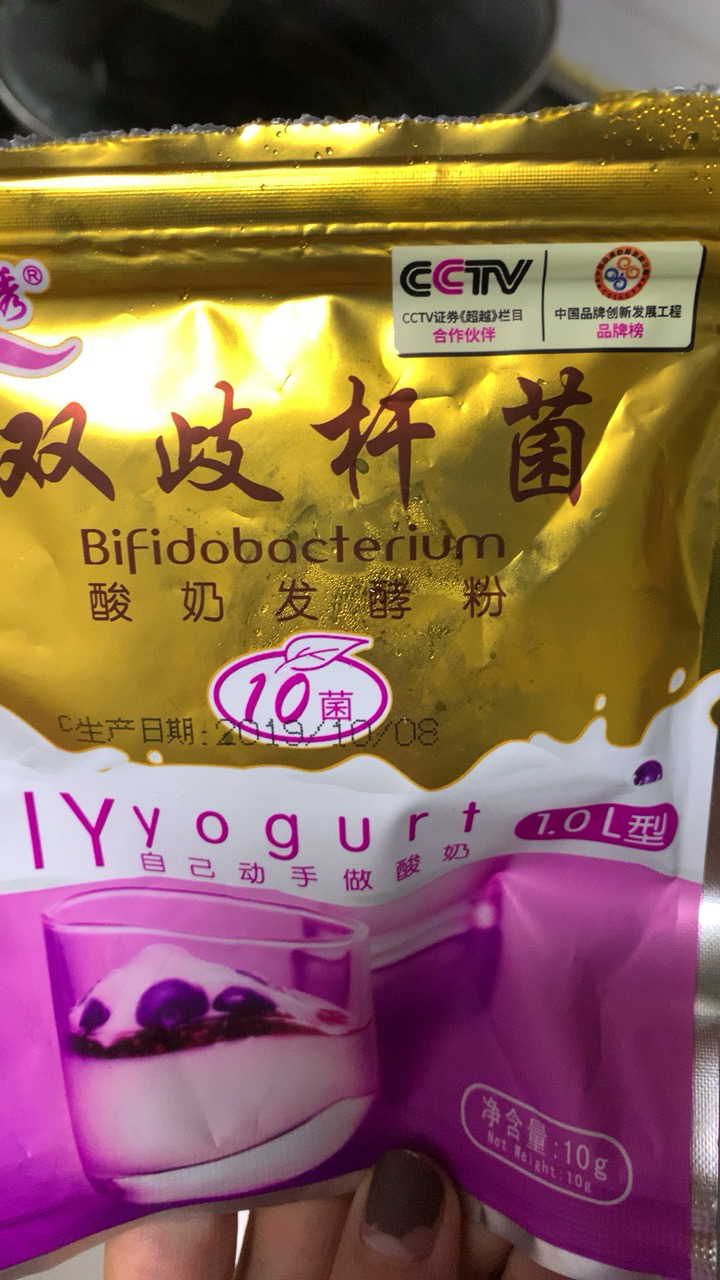 秀®
CCTV
CCTV证券《超越》栏目
合作伙伴
中国品牌创新发展工程
品牌榜
双歧杆菌
Bifidobacterium
酸奶发酵粉
10菌
C生产日期:2019/10/08
IYyogurt
1.0L型
自己动手做酸奶
净含量:10g
Net Weight:10g